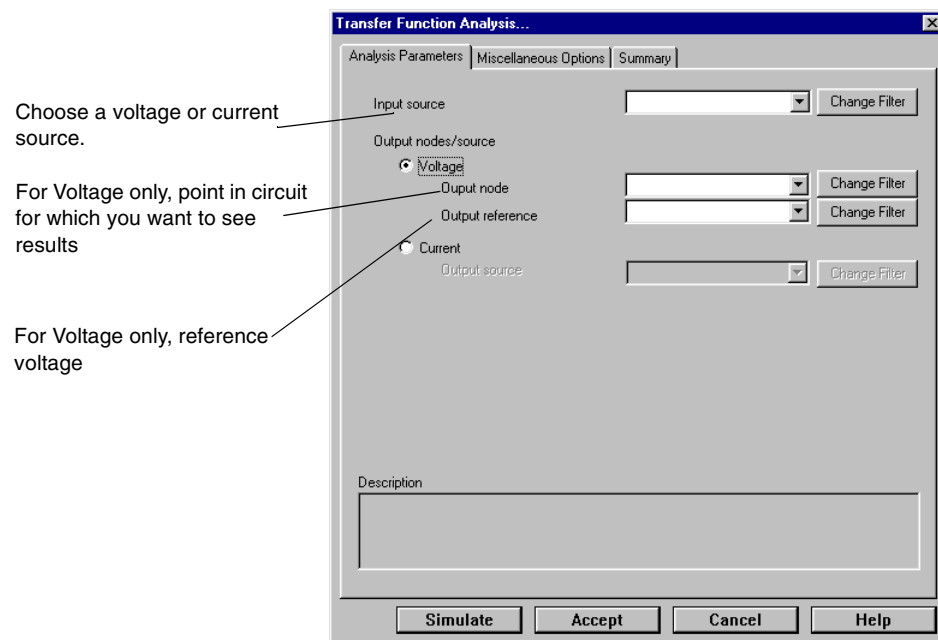 Transfer Function Analysis...
Analysis Parameters
Miscellaneous Options
Summary
Choose a voltage or current
source.
Input source
Change Filter
Output nodes/source
Voltage
For Voltage only, point in circuit
for which you want to see
results
Ouput node
Change Filter
Output reference
Change Filter
Current
Output source
Change Filter
For Voltage only, reference
voltage
Description
Simulate
Accept
Cancel
Help